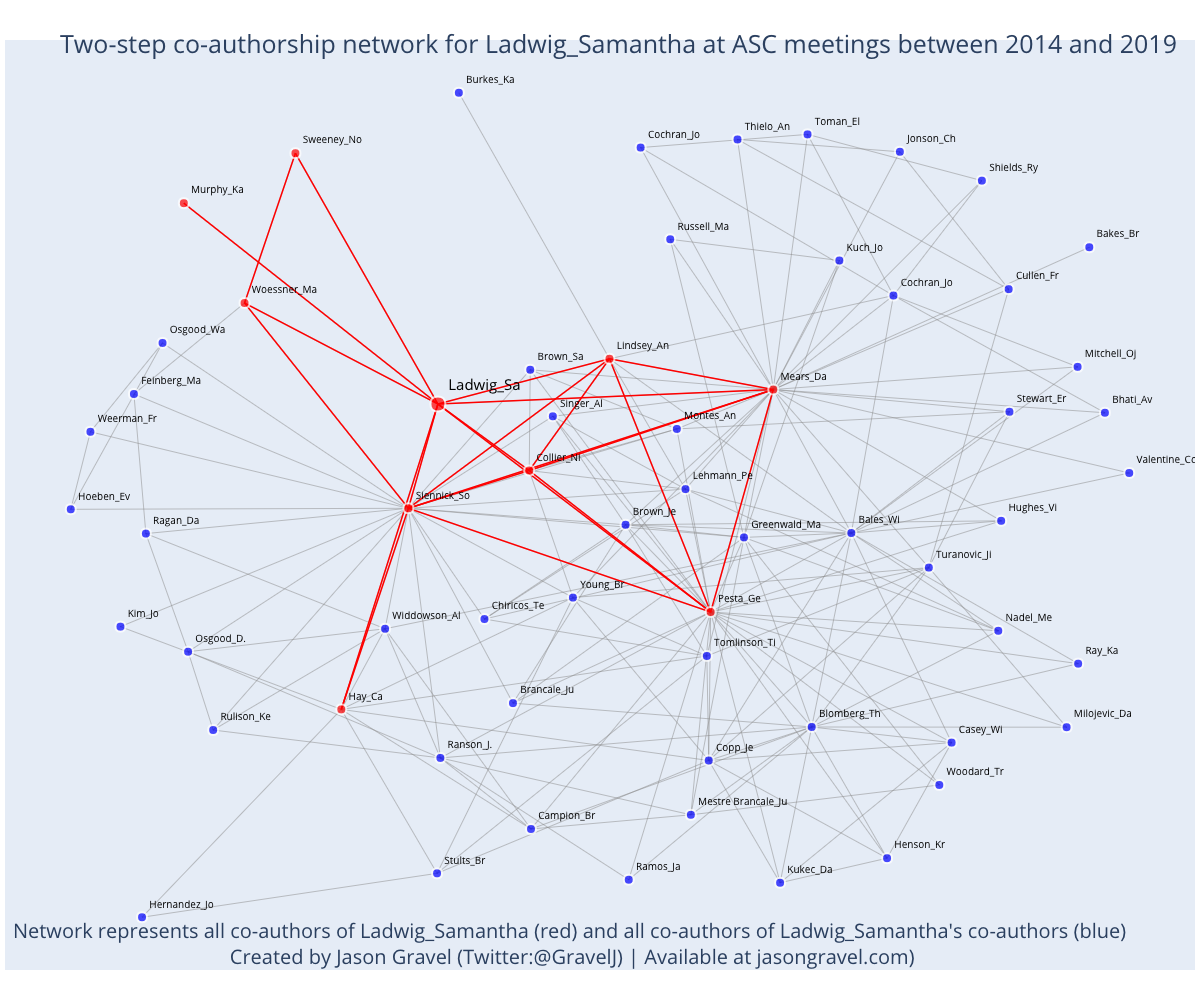 Two-step co-authorship network for Ladwig_Samantha at ASC meetings between 2014 and 2019
Burkes_Ka
Thielo_An
Toman_El
Cochran_Jo
Jonson_Ch
Sweeney_No
Shields_Ry
Murphy_Ka
Russell_Ma
Bakes_Br
Kuch_Jo
Cullen_Fr
Cochran_Jo
Woessner_Ma
Osgood_Wa
Lindsey_An
Brown_Sa
Mitchell_Oj
Mears_Da
Feinberg_Ma
Ladwig_Sa
Singer_Al
Stewart_Er
Bhati_Av
Weerman_Fr
Montes_An
Collier_Ni
Valentine_Co
Lehmann_Pe
Hoeben_Ev
Slennick_So
Hughes_Vi
Ragan_Da
Brown_Je
Greenwald_Ma
Bales_Wi
Turanovic_Ji
Young_Br
Pesta_Ge
Chiricos_Te
Kim_Jo
Widdowson_Al
Nadel_Me
Osgood_D.
Tomlinson_Ti
Ray_Ka
Hay_Ca
Brancale_Ju
Rulison_Ke
Blomberg_Th
Milojevic_Da
Casey_Wi
Ranson_J.
Copp_Je
Woodard_Tr
Mestre Brancale_Ju
Campion_Br
Henson_Kr
Stults_Br
Ramos_Ja
Kukec_Da
Hernandez_Jo
Network represents all co-authors of Ladwig_Samantha (red) and all co-authors of Ladwig_Samantha's co-authors (blue)
Created by Jason Gravel (Twitter:@GravelJ) | Available at jasongravel.com)